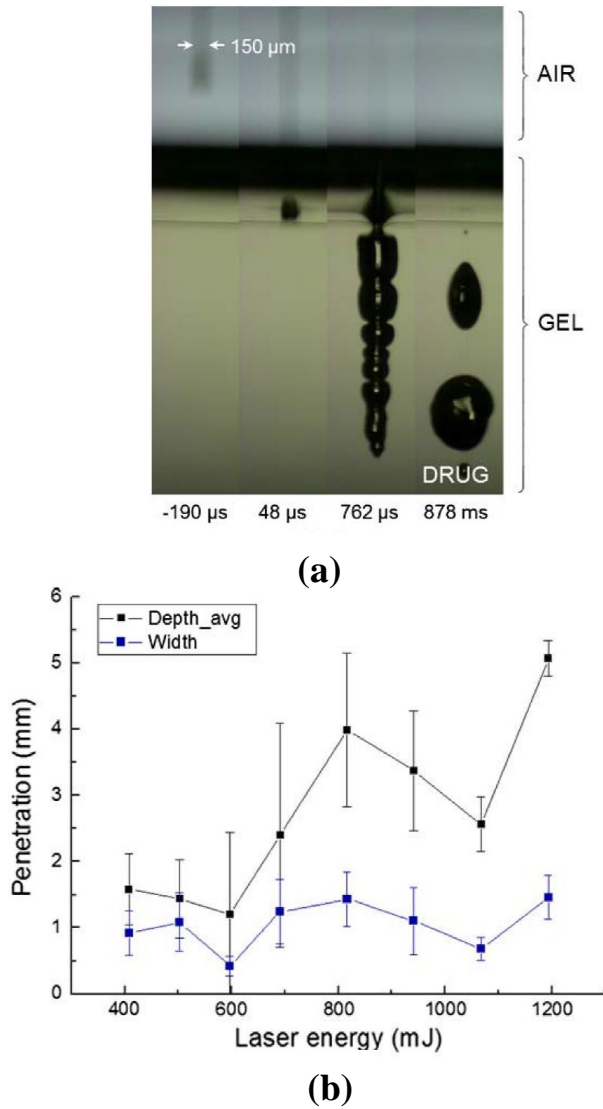 150 µm
AIR
GEL
DRUG
-190 µs 48 µs 762 µs 878 ms
(a)
6
Depth_avg
Width
5
4
3
2
1
0
Penetration (mm)
400 600 800 1000 1200
Laser energy (mJ)
(b)